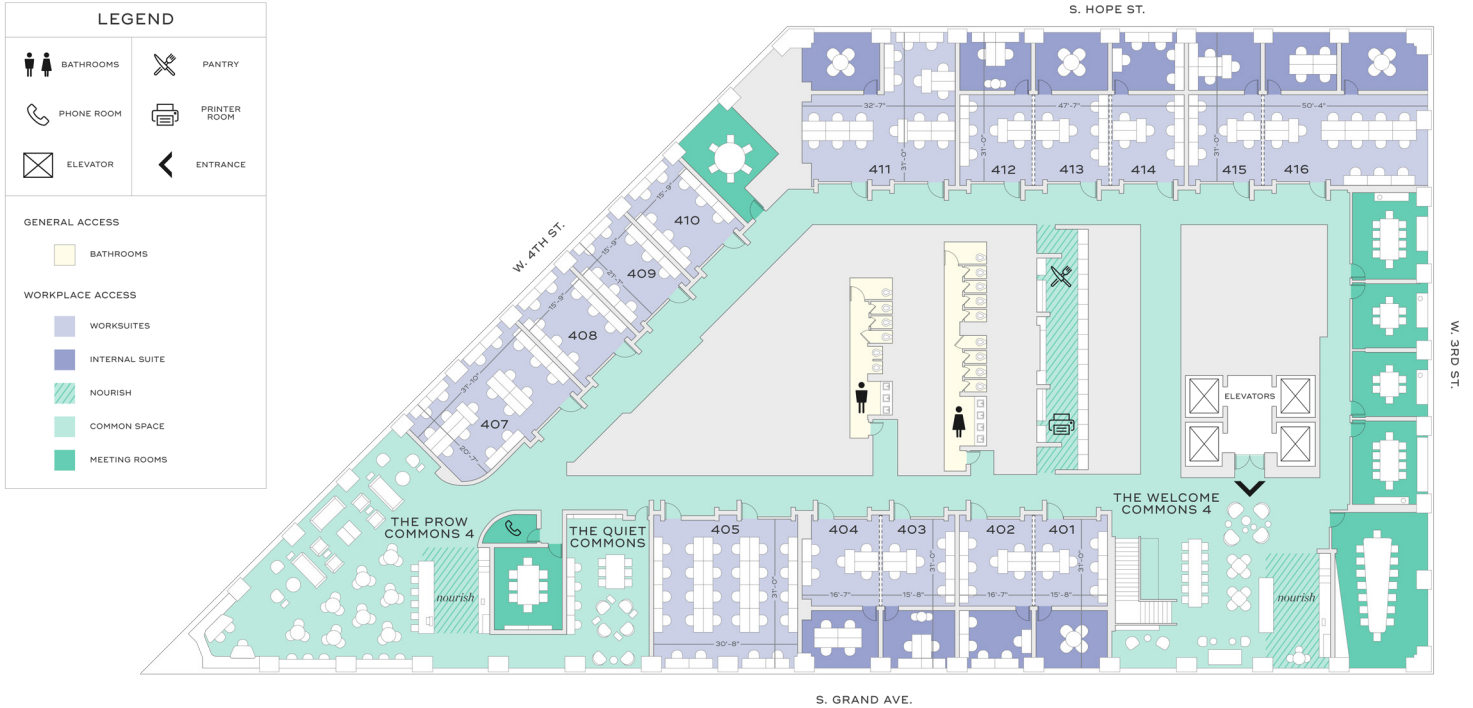 LEGEND
BATHROOMS
PANTRY
PHONE ROOM
PRINTER
ROOM
ELEVATOR
ENTRANCE
GENERAL ACCESS
BATHROOMS
WORKPLACE ACCESS
WORKSUITES
INTERNAL SUITE
NOURISH
COMMON SPACE
MEETING ROOMS
S. HOPE ST.
W. 4TH ST.
W. 3RD ST.
S. GRAND AVE.
32'-7"
47'-7"
50'-4"
31'-0"
31'-0"
31'-0"
411
412
413
414
415
416
15'-9"
410
15'-9"
21'-7"
409
15'-9"
408
31'-10"
407
20'-7"
ELEVATORS
THE PROW
COMMONS 4
nourish
THE QUIET
COMMONS
405
31'-0"
30'-8"
404
403
402
401
31'-0"
31'-0"
16'-7"
15'-8"
16'-7"
15'-8"
THE WELCOME
COMMONS 4
nourish